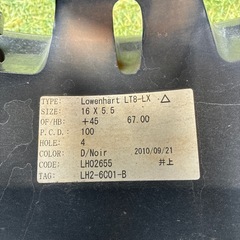 TYPE: Lowenhart LT8-LX △
SIZE: 16 X 5.5
OF/HB: +45 67.00
P.C.D. 100
HOLE: 4
COLOR: D/Noir 2010/09/21
CODE: LH02655 井上
TAG: LH2-6C01-B